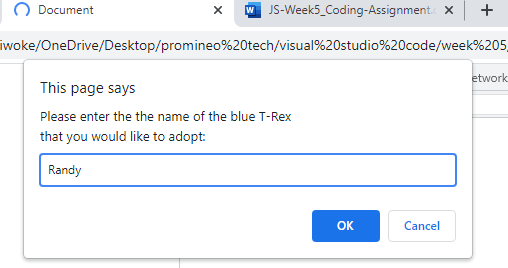 Document
JS-Week5_Coding-Assignment.
iwoke/OneDrive/Desktop/promineo%20tech/visual%20studio%20code/week%205,
etwork
This page says
Please enter the the name of the blue T-Rex
that you would like to adopt:
Randy
OK
Cancel